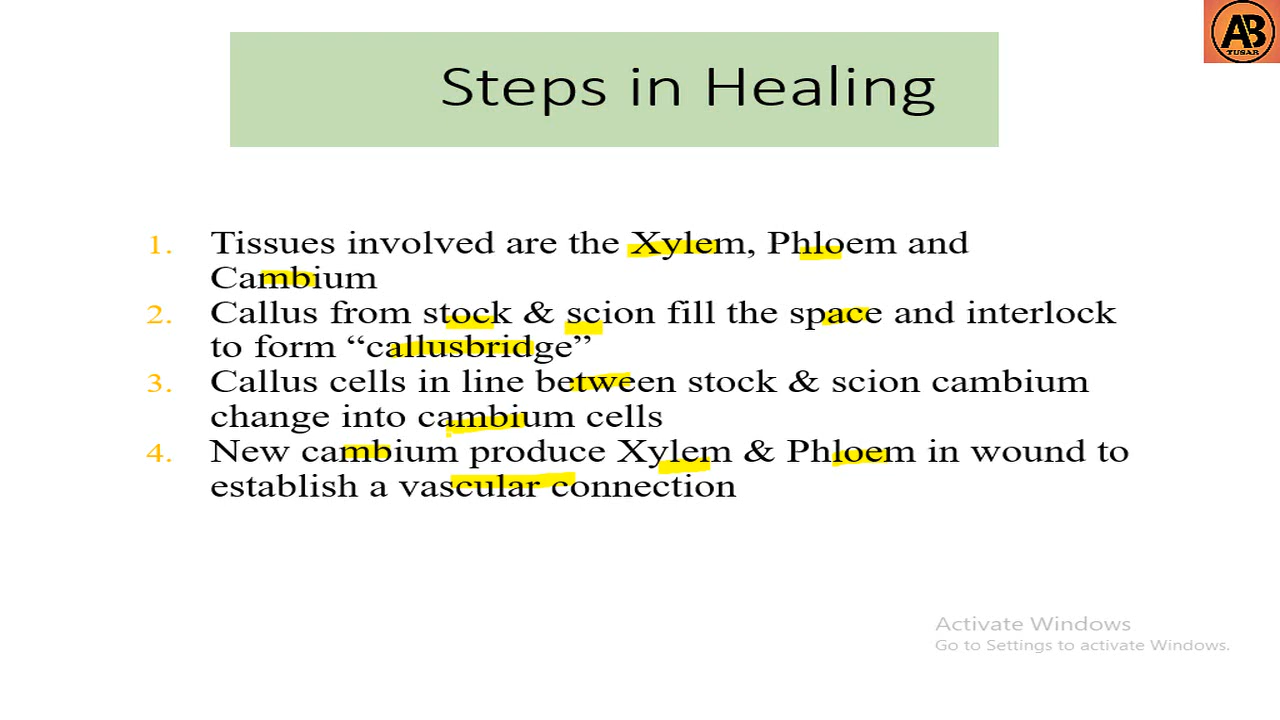 AB
TUSAR
Steps in Healing
1. Tissues involved are the Xylem, Phloem and
Cambium
2. Callus from stock & scion fill the space and interlock
to form “callusbridge”
3. Callus cells in line between stock & scion cambium
change into cambium cells
4. New cambium produce Xylem & Phloem in wound to
establish a vascular connection
Activate Windows
Go to Settings to activate Windows.